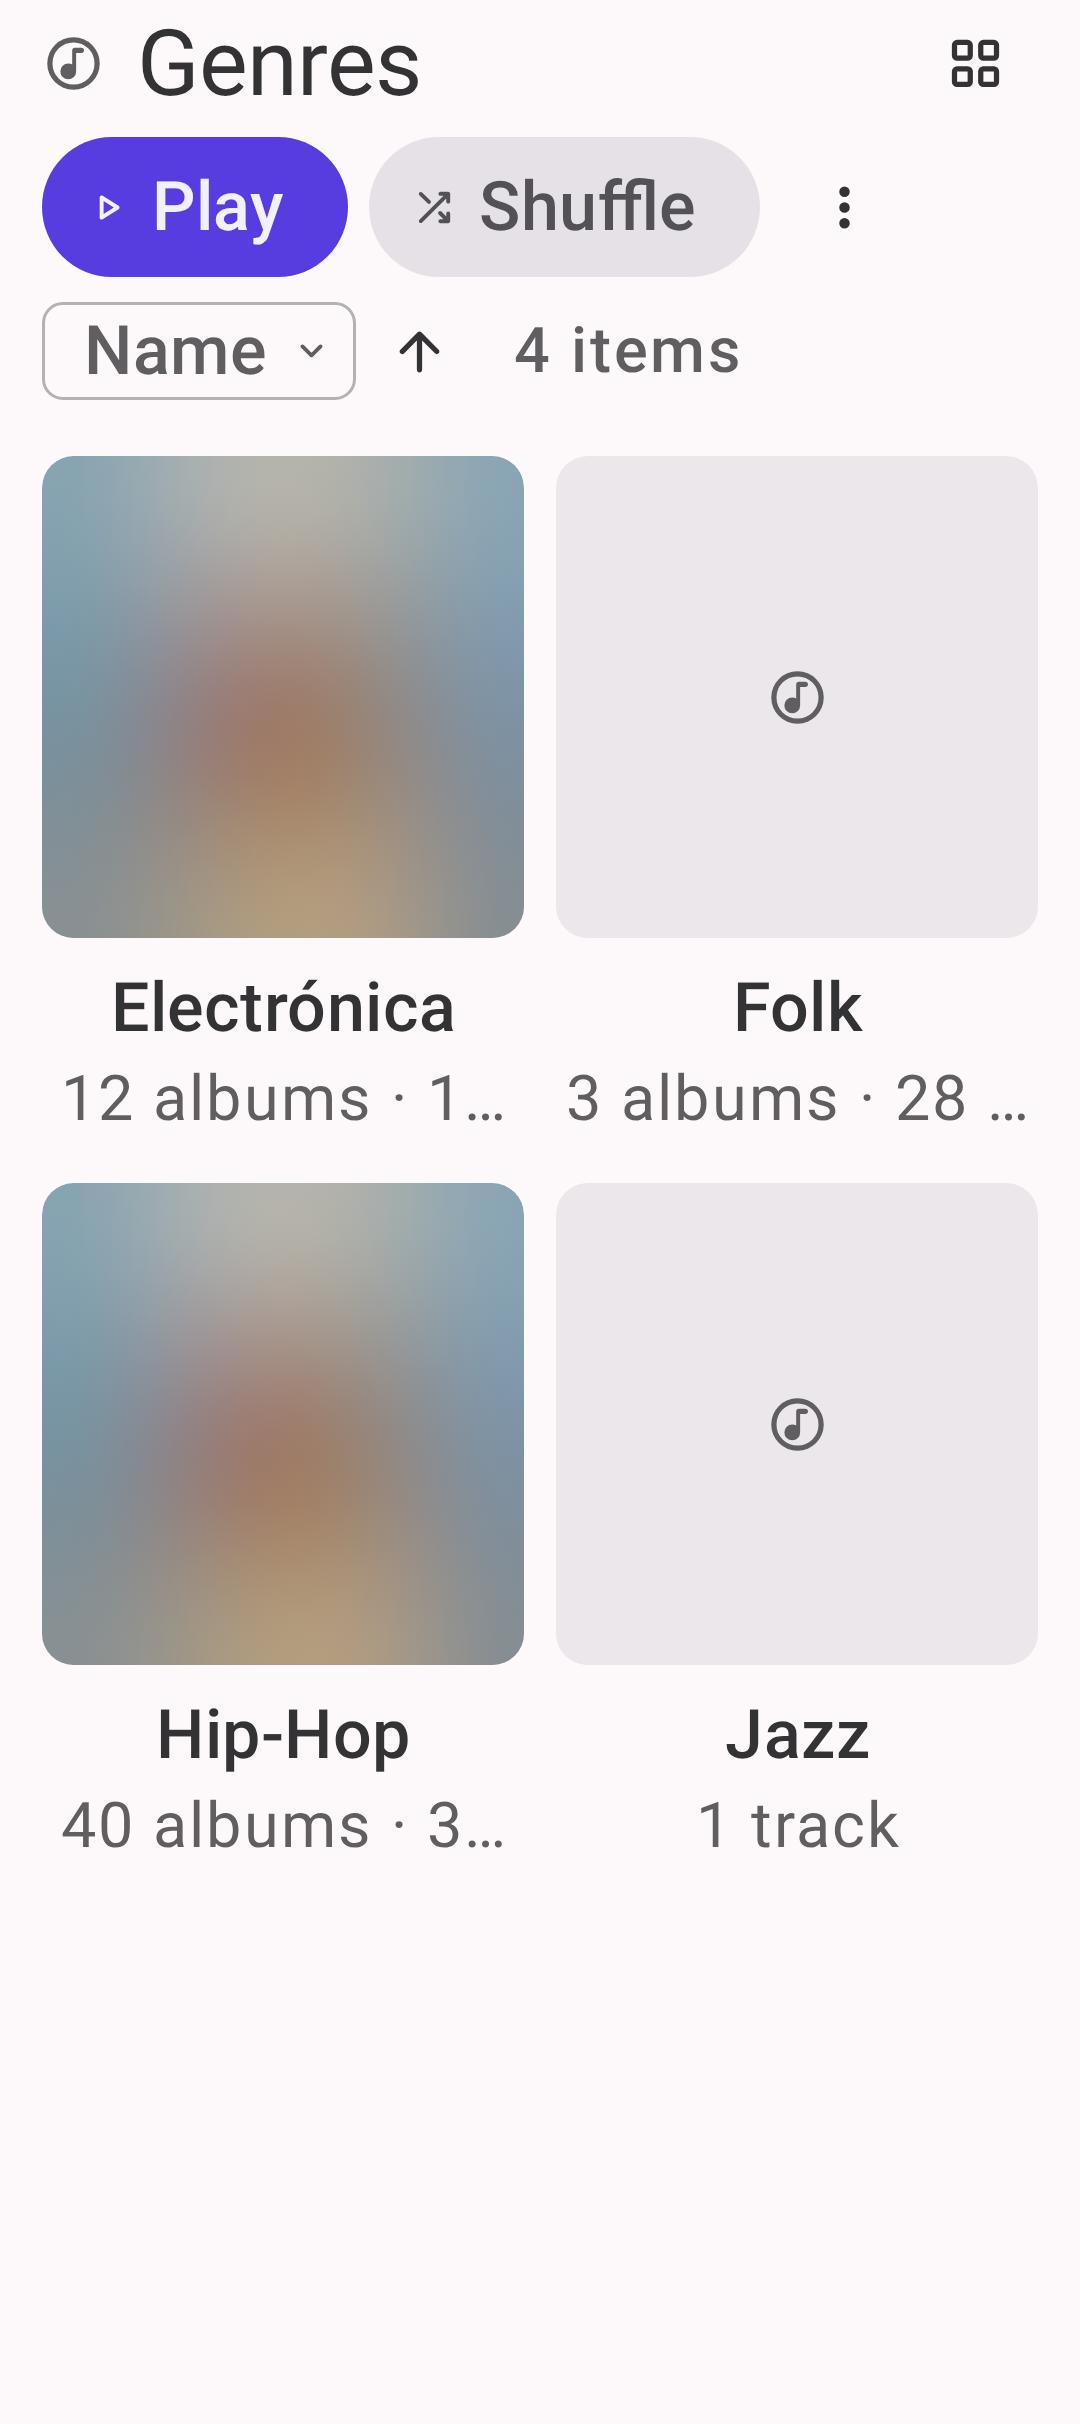 Genres
Play
Shuffle
Name
4 items
Electrónica
Folk
12 albums · 1…
3 albums · 28 …
Hip-Hop
Jazz
40 albums · 3…
1 track